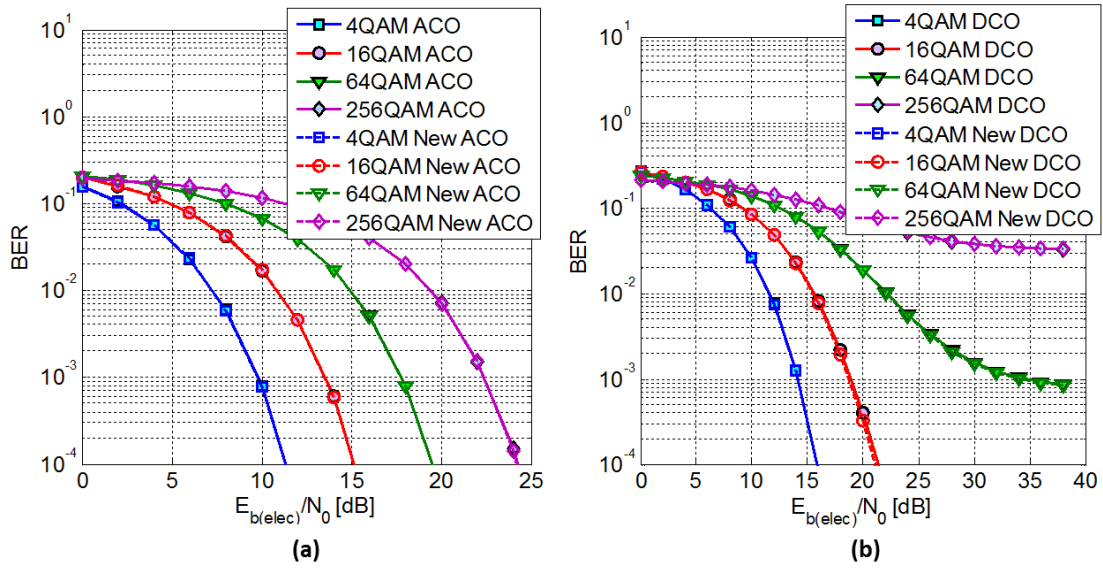 10^1
10^0
10^-1
10^-2
10^-3
10^-4
BER
0
5
10
15
20
25
E_b(elec)/N_0 [dB]
4QAM ACO
16QAM ACO
64QAM ACO
256QAM ACO
4QAM New ACO
16QAM New ACO
64QAM New ACO
256QAM New ACO
(a)
10^1
10^0
10^-1
10^-2
10^-3
10^-4
BER
0
5
10
15
20
25
30
35
40
E_b(elec)/N_0 [dB]
4QAM DCO
16QAM DCO
64QAM DCO
256QAM DCO
4QAM New DCO
16QAM New DCO
64QAM New DCO
256QAM New DCO
(b)